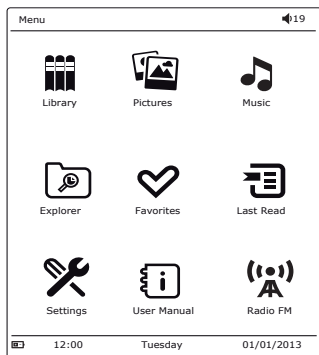 Menu 19
Library Pictures Music
Explorer Favorites Last Read
Settings User Manual Radio FM
12:00 Tuesday 01/01/2013